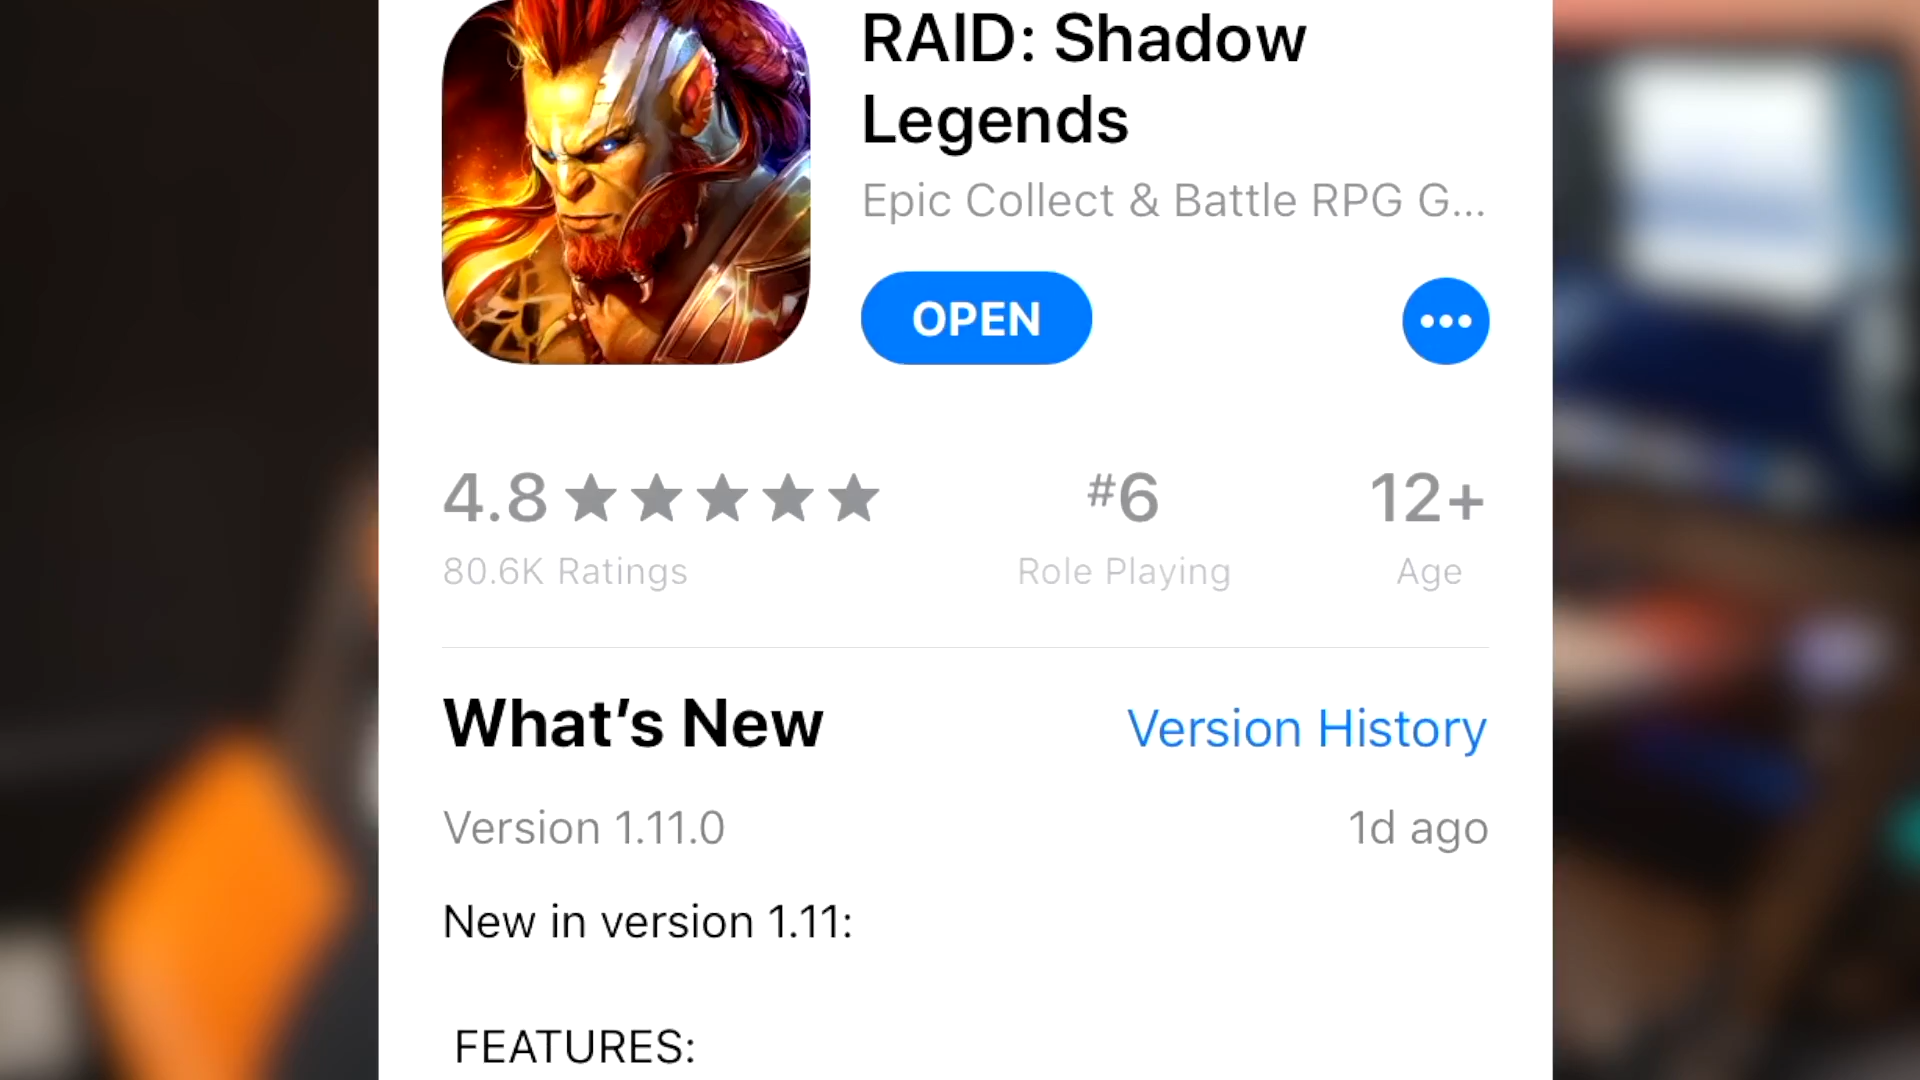 RAID: Shadow
Legends
Epic Collect & Battle RPG G...
OPEN
4.8
#6
12+
80.6K Ratings
Role Playing
Age
What's New
Version History
Version 1.11.0
1d ago
New in version 1.11:
FEATURES: